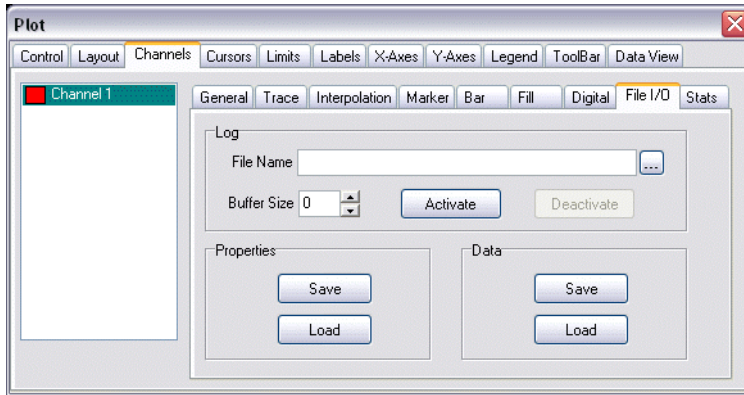 Plot
Control Layout Channels Cursors Limits Labels X-Axes Y-Axes Legend ToolBar Data View
Channel 1
General Trace Interpolation Marker Bar Fill Digital File I/O Stats
Log
File Name ...
Buffer Size 0 Activate Deactivate
Properties
Save
Load
Data
Save
Load